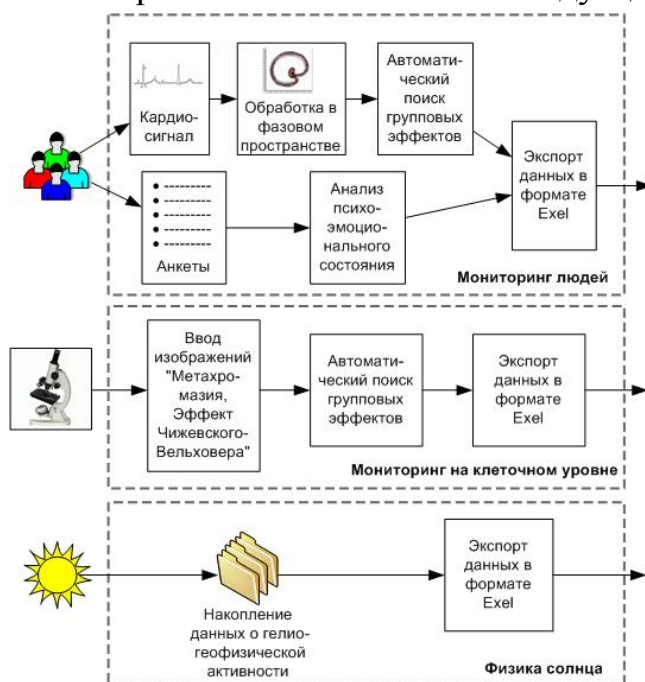 Кардио-
сигнал
Обработка в
фазовом
пространстве
Автомати-
ческий
поиск
групповых
эффектов
Экспорт
данных в
формате
Exel
Анкеты
Анализ
психо-
эмоцио-
нального
состояния
Мониторинг людей
Ввод
изображений
"Метахро-
мазия,
Эффект
Чижевского-
Вельховера"
Автомати-
ческий поиск
групповых
эффектов
Экспорт
данных в
формате
Exel
Мониторинг на клеточном уровне
Накопление
данных о гелио-
геофизической
активности
Экспорт
данных в
формате
Exel
Физика солнца